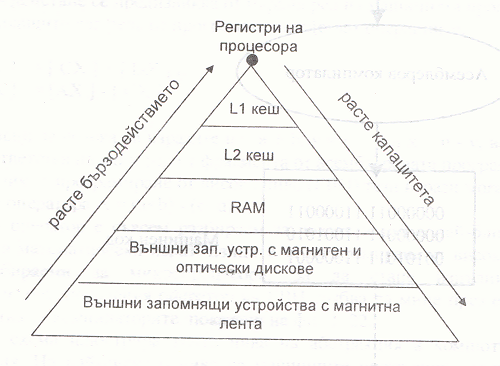 Регистри на
процесора
L1 кеш
L2 кеш
RAM
Външни зап. устр. с магнитен и
оптически дискове
Външни запомнящи устройства с магнитна
лента
расте бързодействието
расте капацитета